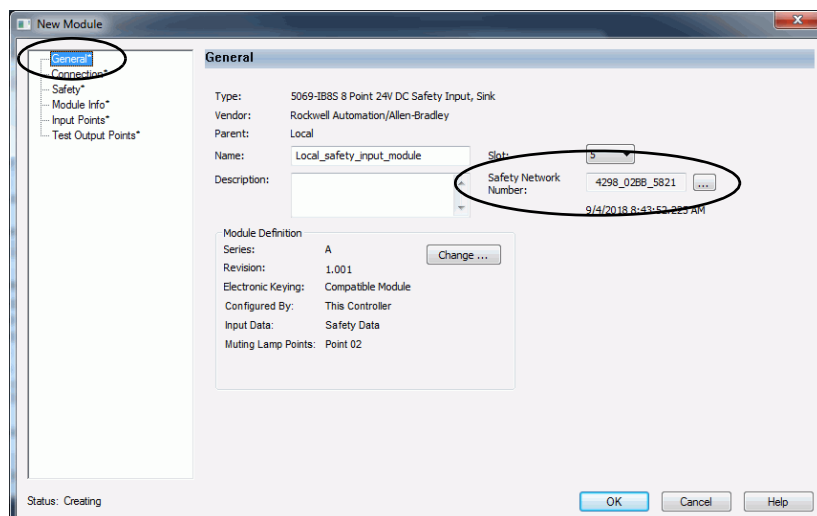 New Module
General*
Connection*
Safety*
Module Info*
Input Points*
Test Output Points*
General
Type: 5069-IB8S 8 Point 24V DC Safety Input, Sink
Vendor: Rockwell Automation/Allen-Bradley
Parent: Local
Name: Local_safety_input_module Slot: 5
Description: Safety Network Number: 4298_02BB_5821 ...
9/4/2018 8:43:52.225 AM
Module Definition
Series: A Change ...
Revision: 1.001
Electronic Keying: Compatible Module
Configured By: This Controller
Input Data: Safety Data
Muting Lamp Points: Point 02
Status: Creating OK Cancel Help